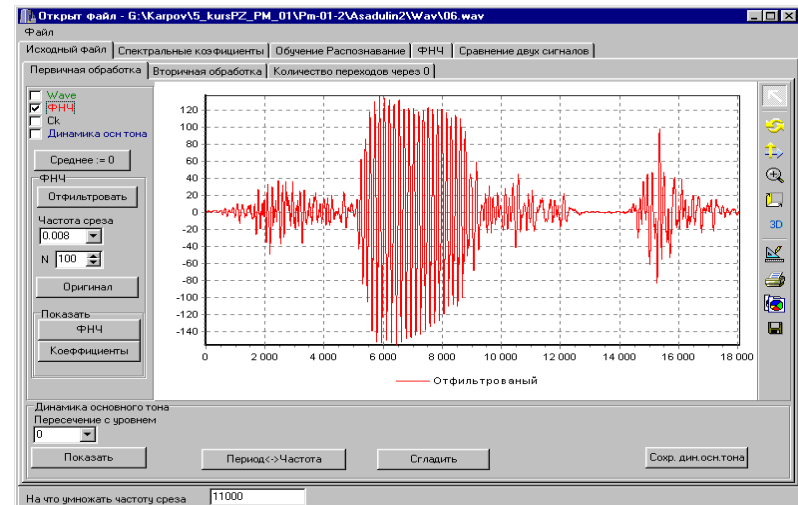 Открыт файл - G:\Karpov\5_kursPZ_PM_01\Pm-01-2\Asadulin2\Wav\06.wav
Файл
Исходный файл Спектральные коэфициенты Обучение Распознавание ФНЧ Сравнение двух сигналов
Первичная обработка Вторичная обработка Количество переходов через 0
Wave
ФНЧ
Ck
Динамика осн тона
Среднее := 0
ФНЧ
Отфильтровать
Частота среза
0.008
N 100
Оригинал
Показать
ФНЧ
Коеффициенты
120
100
80
60
40
20
0
-20
-40
-60
-80
-100
-120
-140
0 2 000 4 000 6 000 8 000 10 000 12 000 14 000 16 000 18 000
Отфильтрованый
3D
Динамика основного тона
Пересечение с уровнем
0
Показать Период<->Частота Сгладить Сохр. дин.осн.тона
На что умножать частоту среза 11000